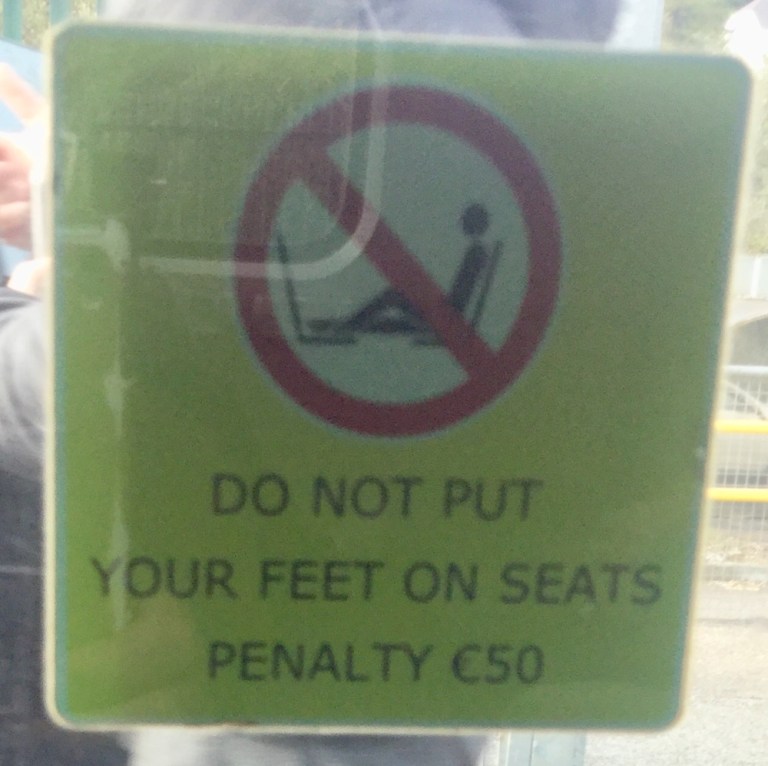 DO NOT PUT
YOUR FEET ON SEATS
PENALTY €50